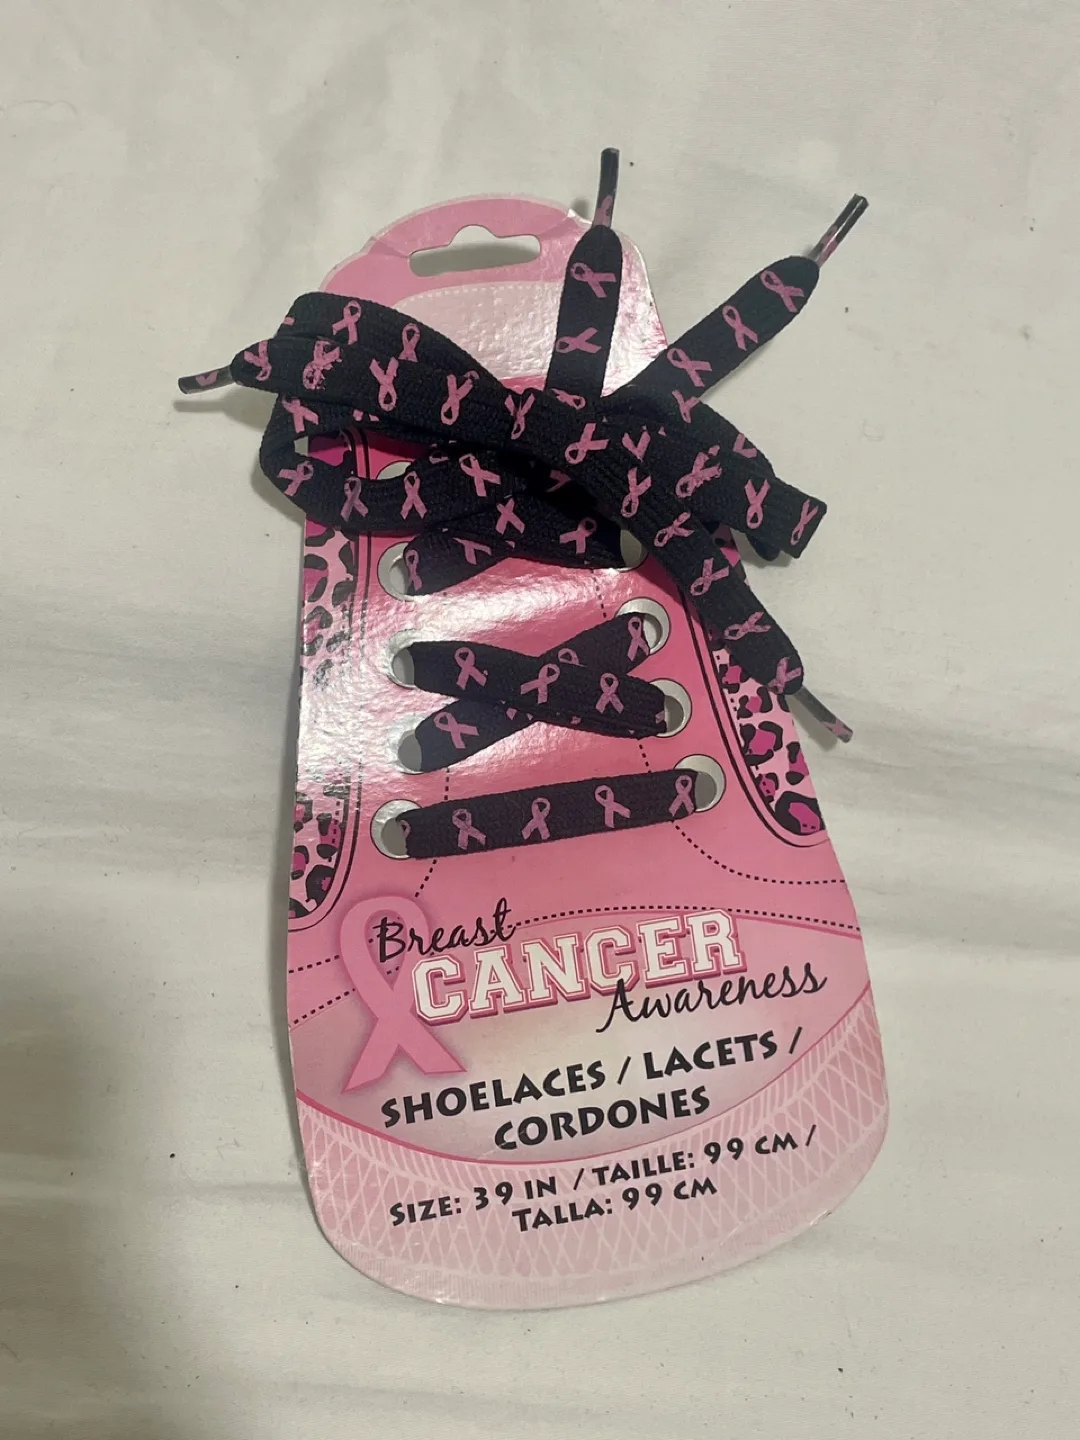 Breast
CANCER
Awareness
SHOELACES / LACETS /
CORDONES
SIZE: 39 IN / TAILLE: 99 CM /
TALLA: 99 CM